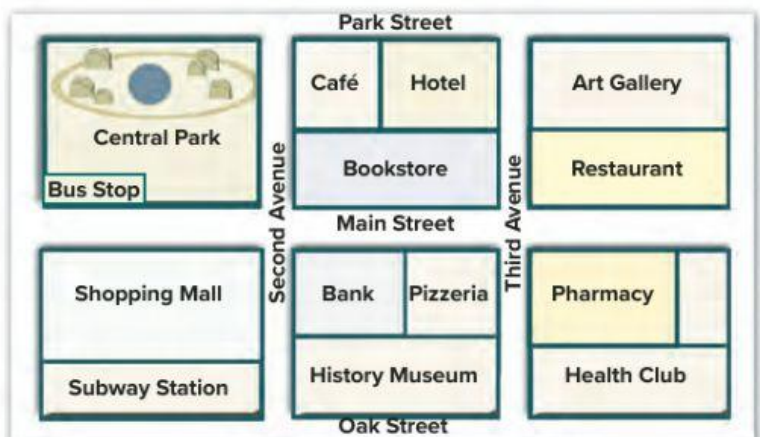 Park Street
Café
Hotel
Art Gallery
Central Park
Bookstore
Restaurant
Bus Stop
Second Avenue
Third Avenue
Main Street
Shopping Mall
Bank
Pizzeria
Pharmacy
Subway Station
History Museum
Health Club
Oak Street